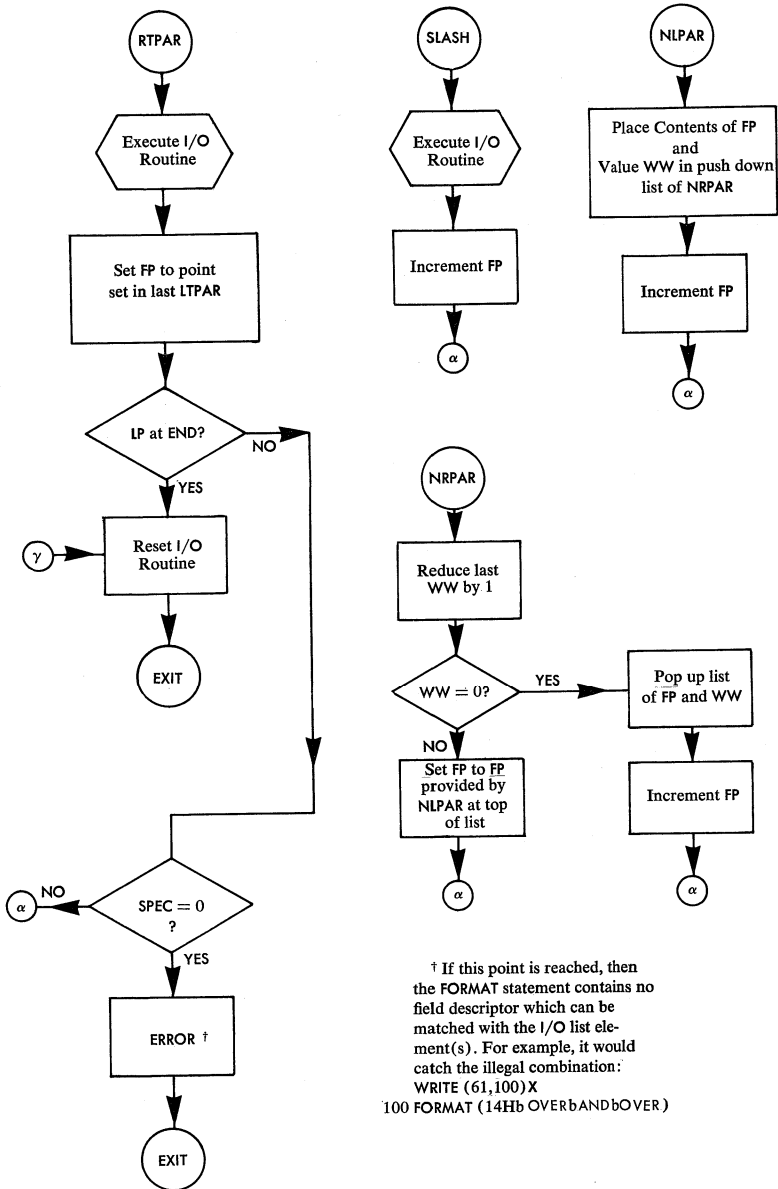 RTPAR
Execute I/O
Routine
Set FP to point
set in last LTPAR
LP at END?
NO
YES
γ
Reset I/O
Routine
EXIT
SPEC = 0
?
NO
α
YES
ERROR †
EXIT
SLASH
Execute I/O
Routine
Increment FP
α
NLPAR
Place Contents of FP
and
Value WW in push down
list of NRPAR
Increment FP
α
NRPAR
Reduce last
WW by 1
WW = 0?
YES
NO
Set FP to FP
provided by
NLPAR at top
of list
α
Pop up list
of FP and WW
Increment FP
α
† If this point is reached, then
the FORMAT statement contains no
field descriptor which can be
matched with the I/O list ele-
ment(s). For example, it would
catch the illegal combination:
WRITE (61,100)X
100 FORMAT (14Hb OVERbANDbOVER)